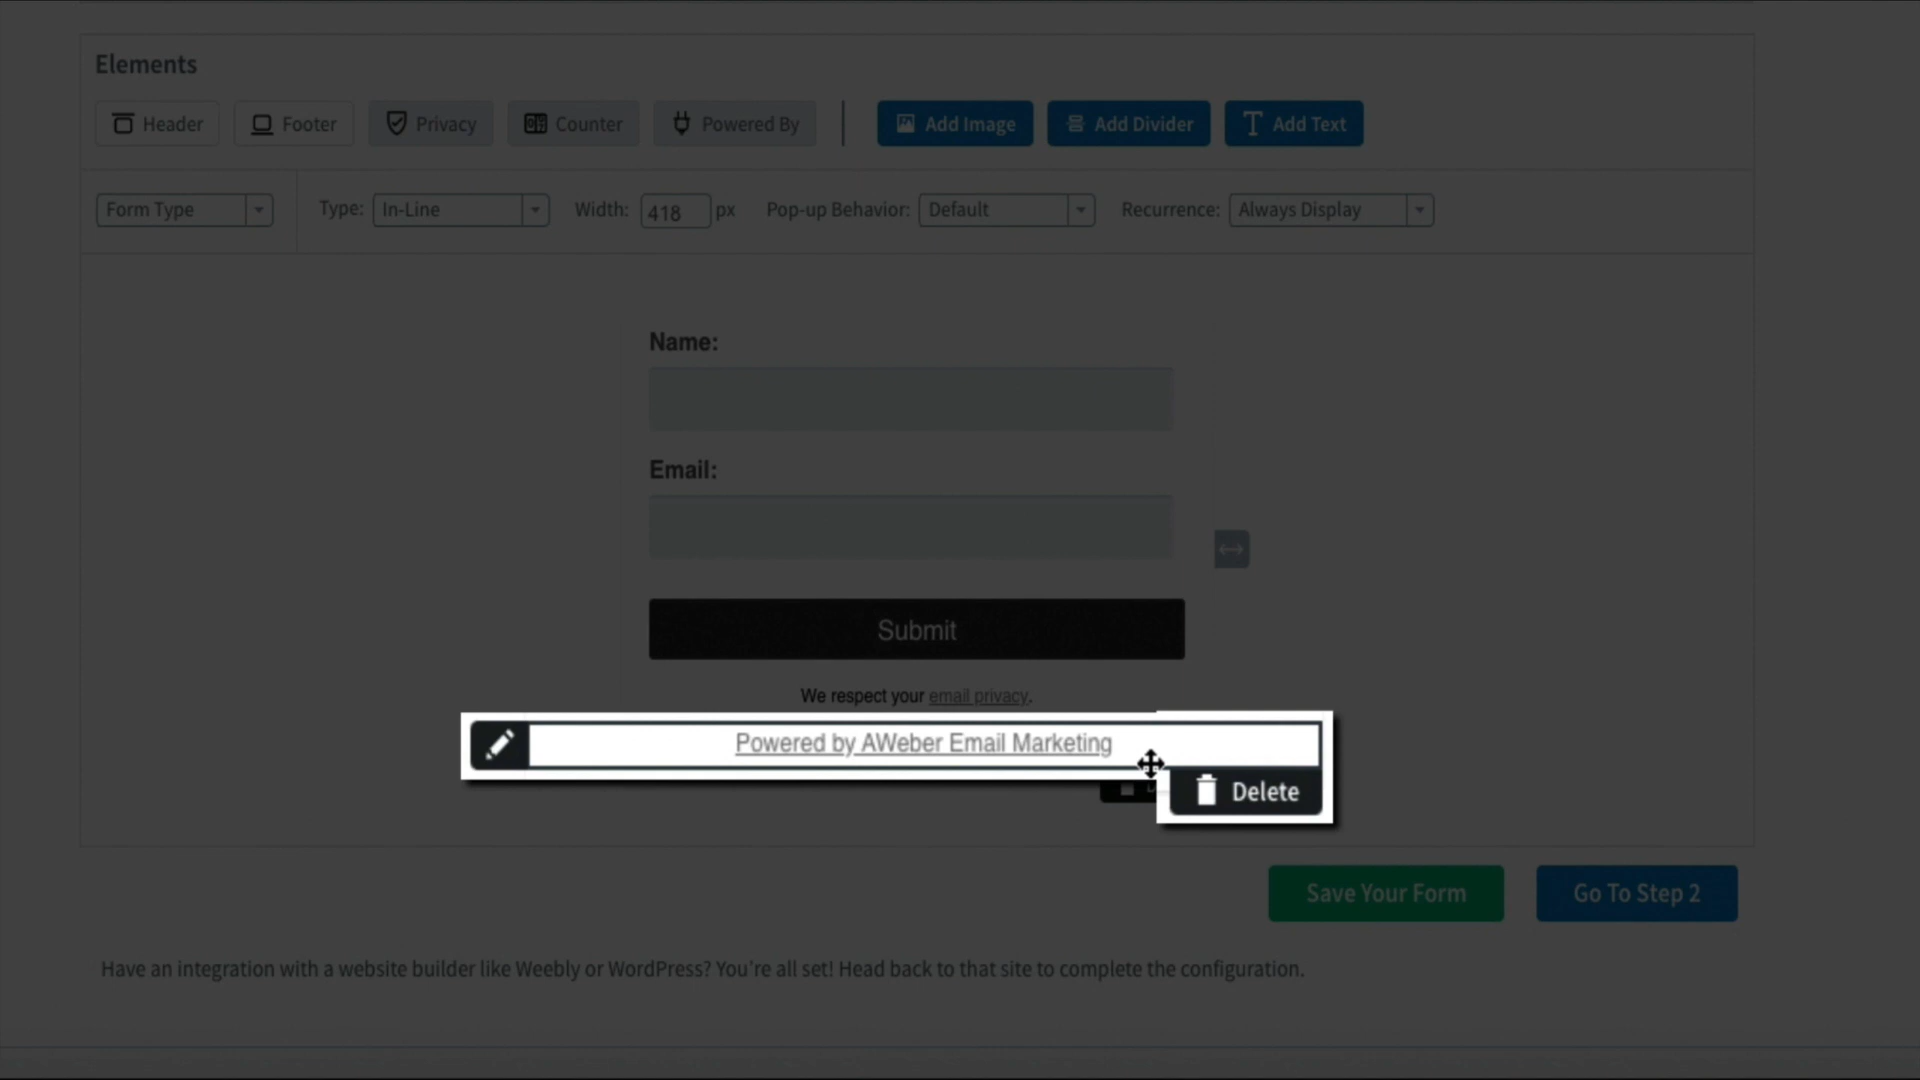 Elements
Header Footer Privacy Counter Powered By Add Image Add Divider Add Text
Form Type Type: In-Line Width: 418 px Pop-up Behavior: Default Recurrence: Always Display
Name:
Email:
Submit
We respect your email privacy.
Powered by AWeber Email Marketing
Delete
Save Your Form Go To Step 2
Have an integration with a website builder like Weebly or WordPress? You're all set! Head back to that site to complete the configuration.